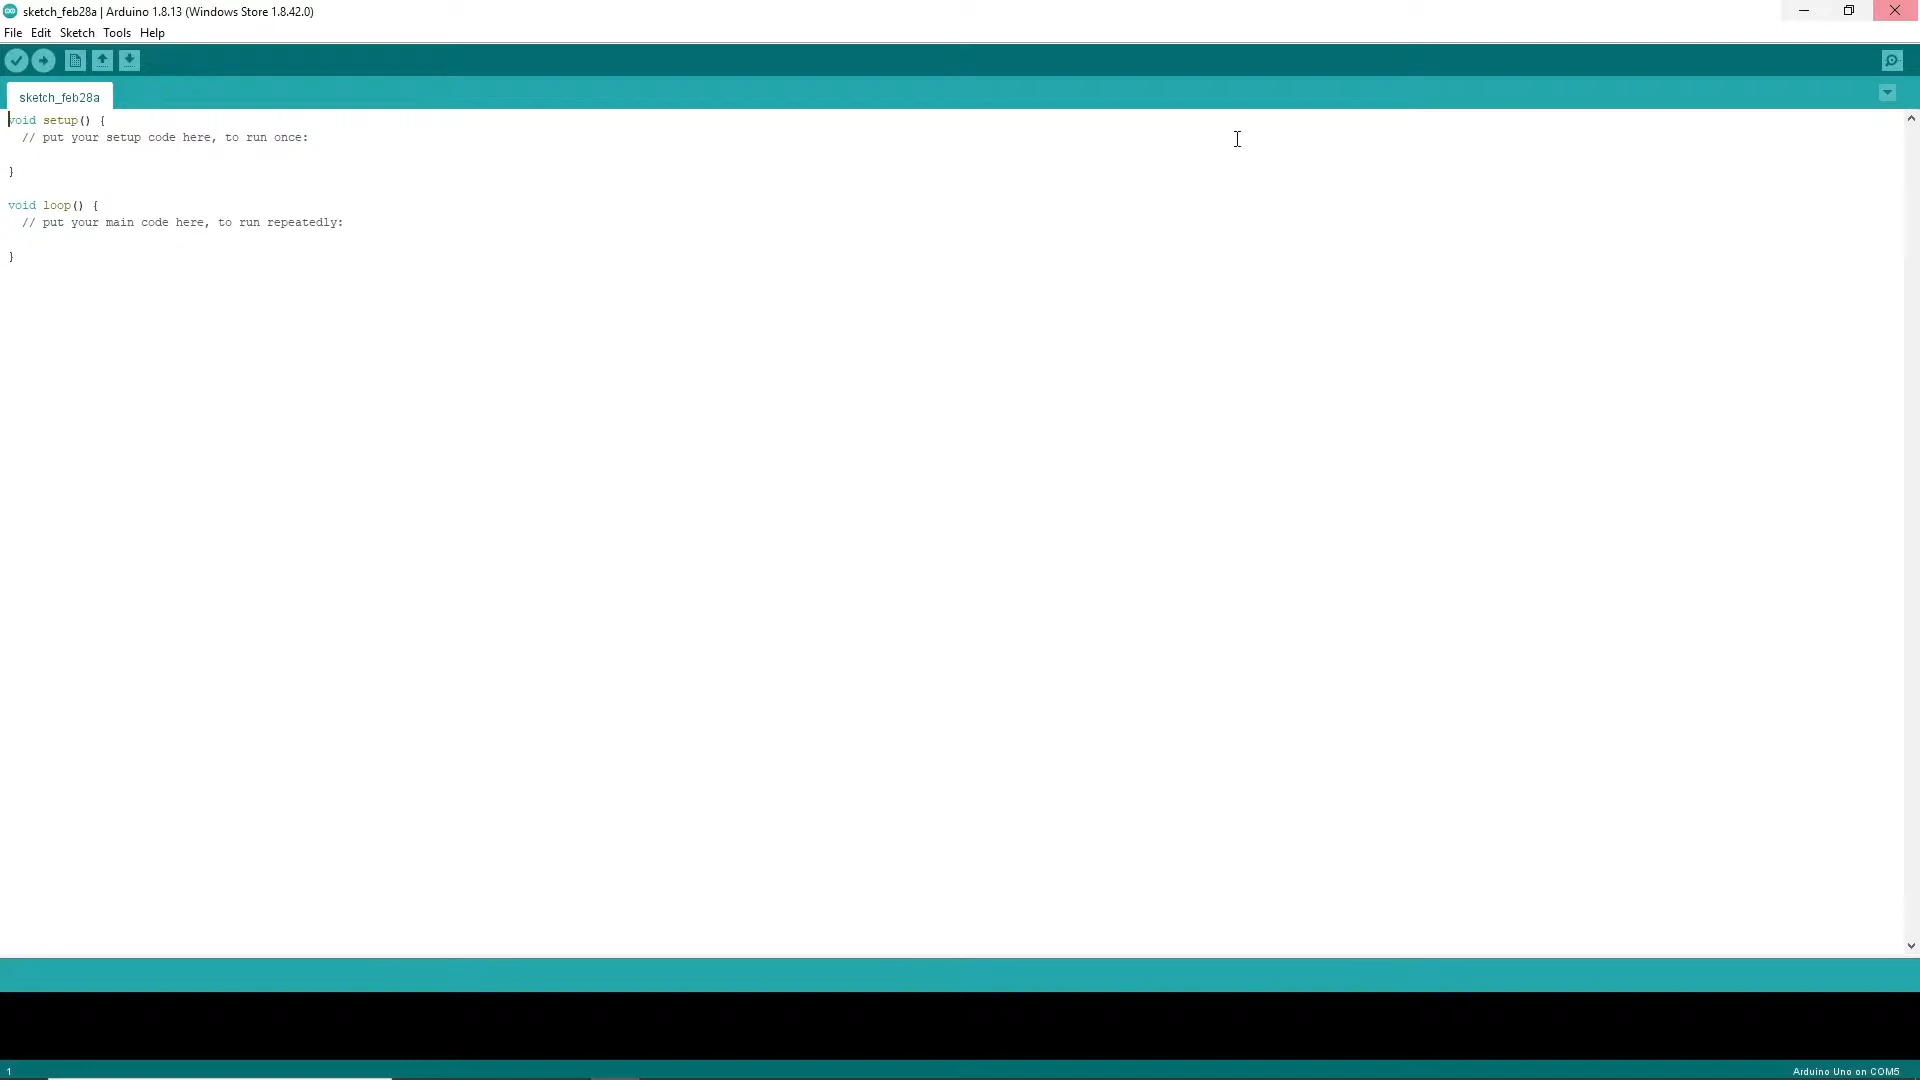 sketch_feb28a | Arduino 1.8.13 (Windows Store 1.8.42.0)
File Edit Sketch Tools Help
sketch_feb28a
void setup() {
  // put your setup code here, to run once:
}
void loop() {
  // put your main code here, to run repeatedly:
}
1
Arduino Uno on COM5